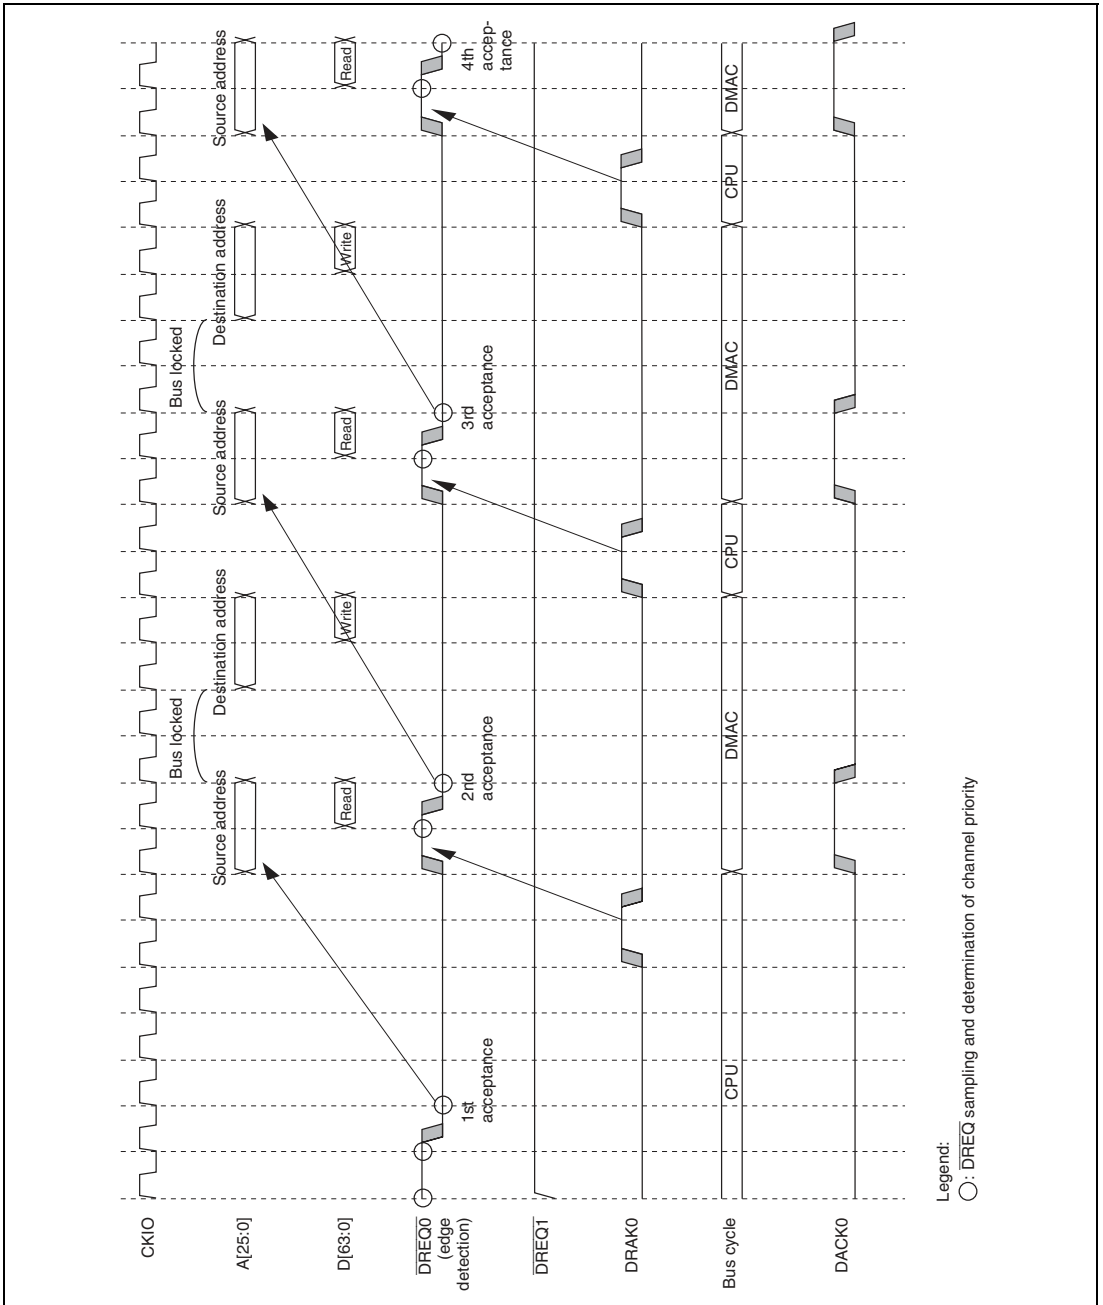 CKIO
Bus locked
Bus locked
A[25:0]
Source address
Destination address
Source address
Destination address
Source address
D[63:0]
Read
Write
Read
Write
Read
DREQ0
(edge
detection)
1st
acceptance
2nd
acceptance
3rd
acceptance
4th
accep-
tance
DREQ1
DRAK0
Bus cycle
CPU
DMAC
CPU
DMAC
CPU
DMAC
DACK0
Legend:
: DREQ sampling and determination of channel priority